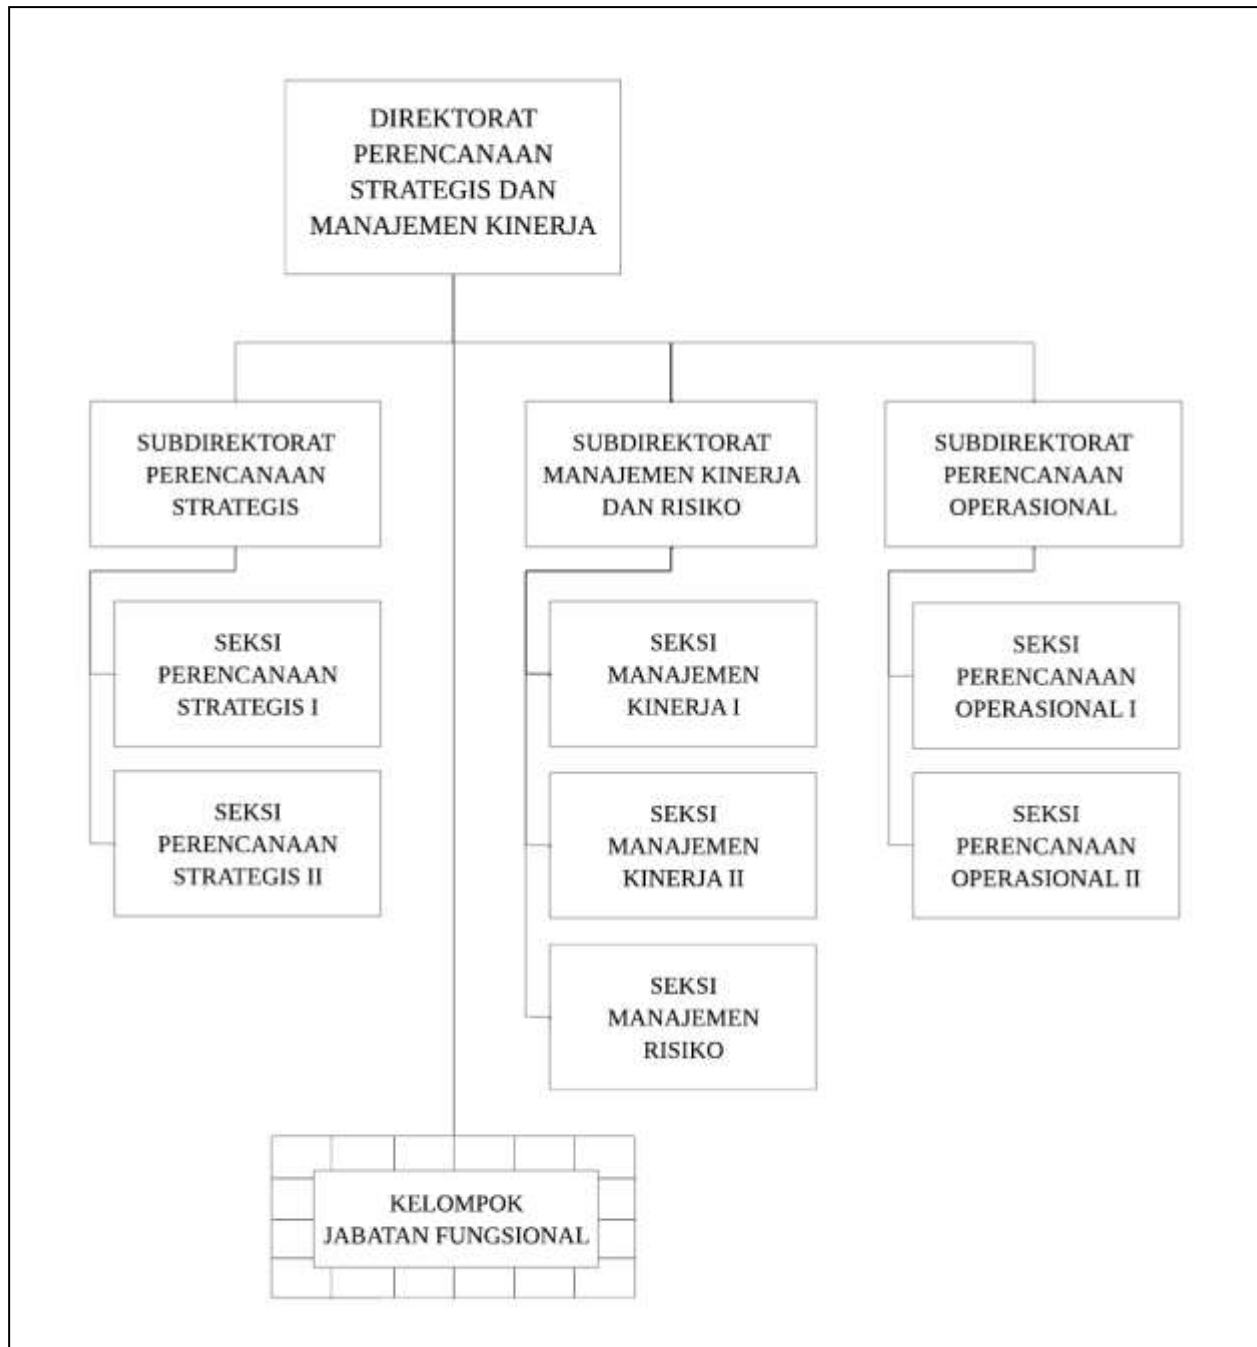 DIREKTORAT
PERENCANAAN
STRATEGIS DAN
MANAJEMEN KINERJA
SUBDIREKTORAT
PERENCANAAN
STRATEGIS
SUBDIREKTORAT
MANAJEMEN KINERJA
DAN RISIKO
SUBDIREKTORAT
PERENCANAAN
OPERASIONAL
SEKSI
PERENCANAAN
STRATEGIS I
SEKSI
MANAJEMEN
KINERJA I
SEKSI
PERENCANAAN
OPERASIONAL I
SEKSI
PERENCANAAN
STRATEGIS II
SEKSI
MANAJEMEN
KINERJA II
SEKSI
PERENCANAAN
OPERASIONAL II
SEKSI
MANAJEMEN
RISIKO
KELOMPOK
JABATAN FUNGSIONAL